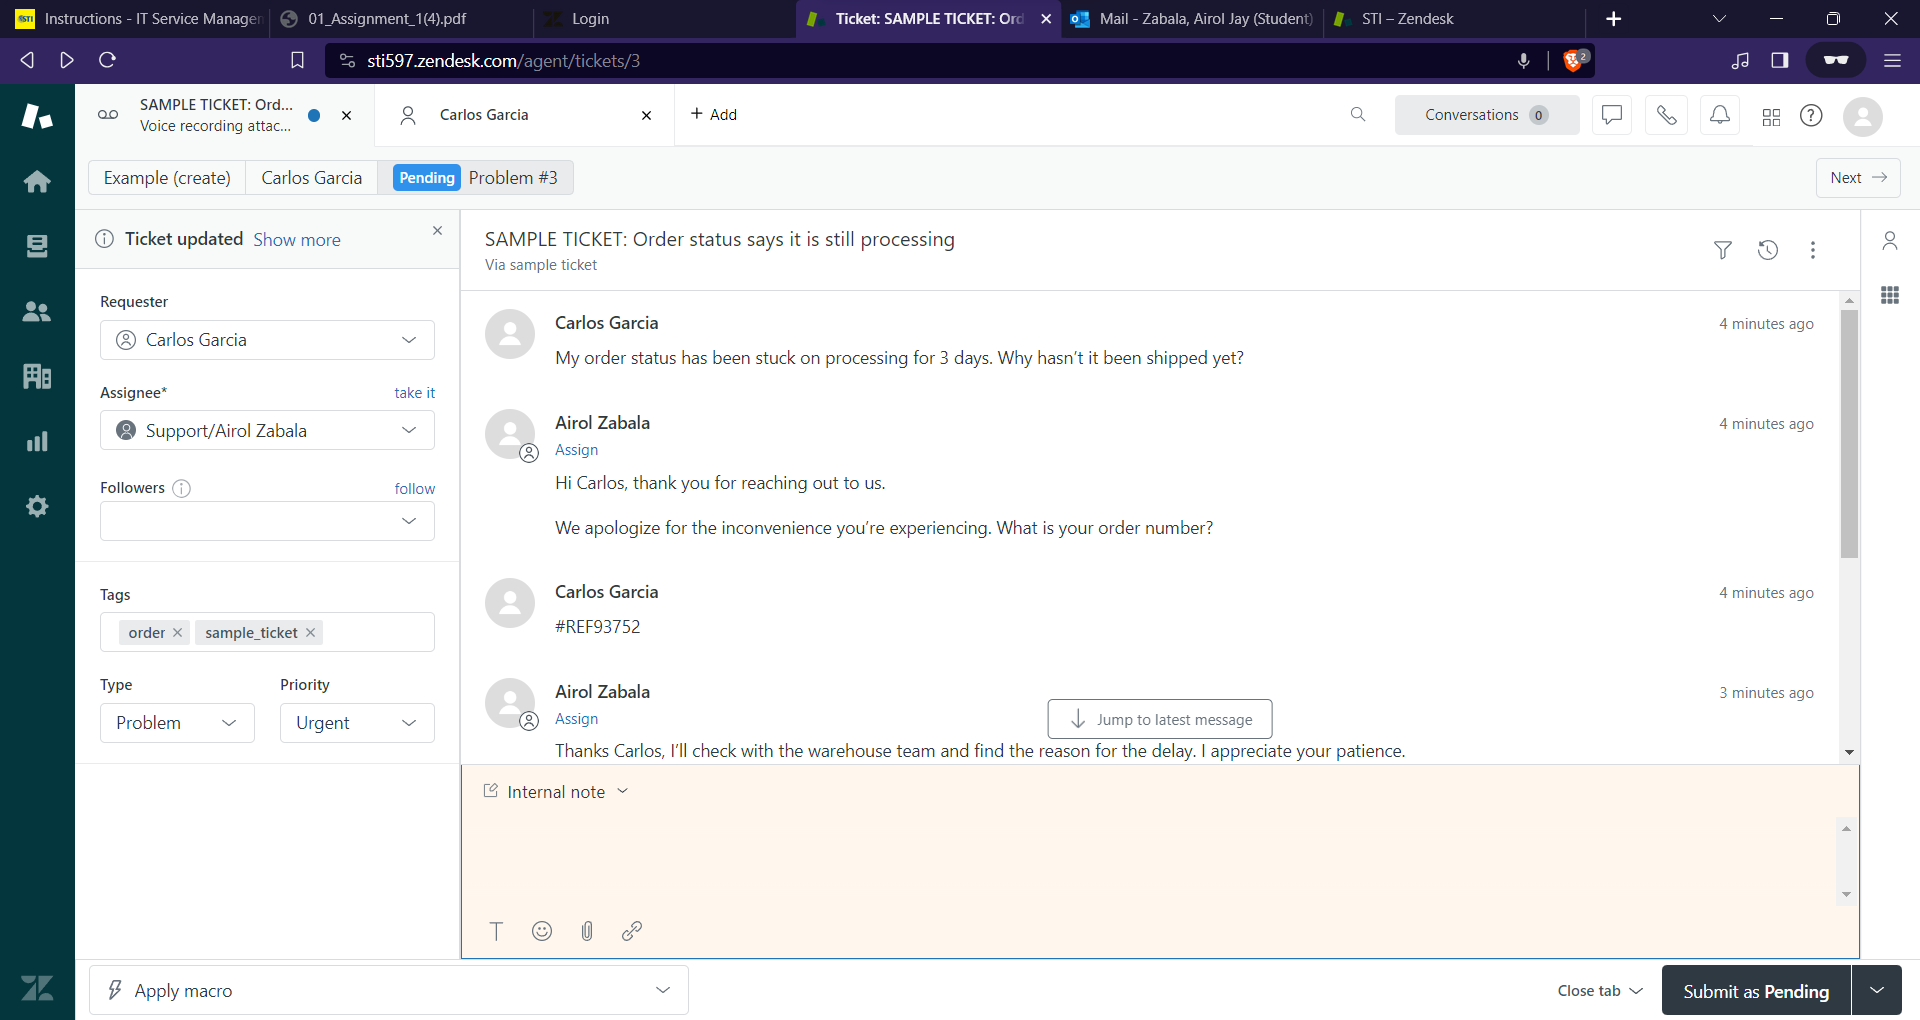 Instructions - IT Service Managen
01_Assignment_1(4).pdf
Login
Ticket: SAMPLE TICKET: Ord
Mail - Zabala, Airol Jay (Student)
STI – Zendesk
sti597.zendesk.com/agent/tickets/3
2
SAMPLE TICKET: Ord...
Voice recording attac...
Carlos Garcia
+ Add
Conversations 0
Example (create)
Carlos Garcia
Pending Problem #3
Next
Ticket updated Show more
Requester
Carlos Garcia
Assignee*
take it
Support/Airol Zabala
Followers
follow
Tags
order
sample_ticket
Type
Priority
Problem
Urgent
SAMPLE TICKET: Order status says it is still processing
Via sample ticket
Carlos Garcia
4 minutes ago
My order status has been stuck on processing for 3 days. Why hasn’t it been shipped yet?
Airol Zabala
4 minutes ago
Assign
Hi Carlos, thank you for reaching out to us.
We apologize for the inconvenience you’re experiencing. What is your order number?
Carlos Garcia
4 minutes ago
#REF93752
Airol Zabala
3 minutes ago
Assign
Jump to latest message
Thanks Carlos, I’ll check with the warehouse team and find the reason for the delay. I appreciate your patience.
Internal note
Apply macro
Close tab
Submit as Pending